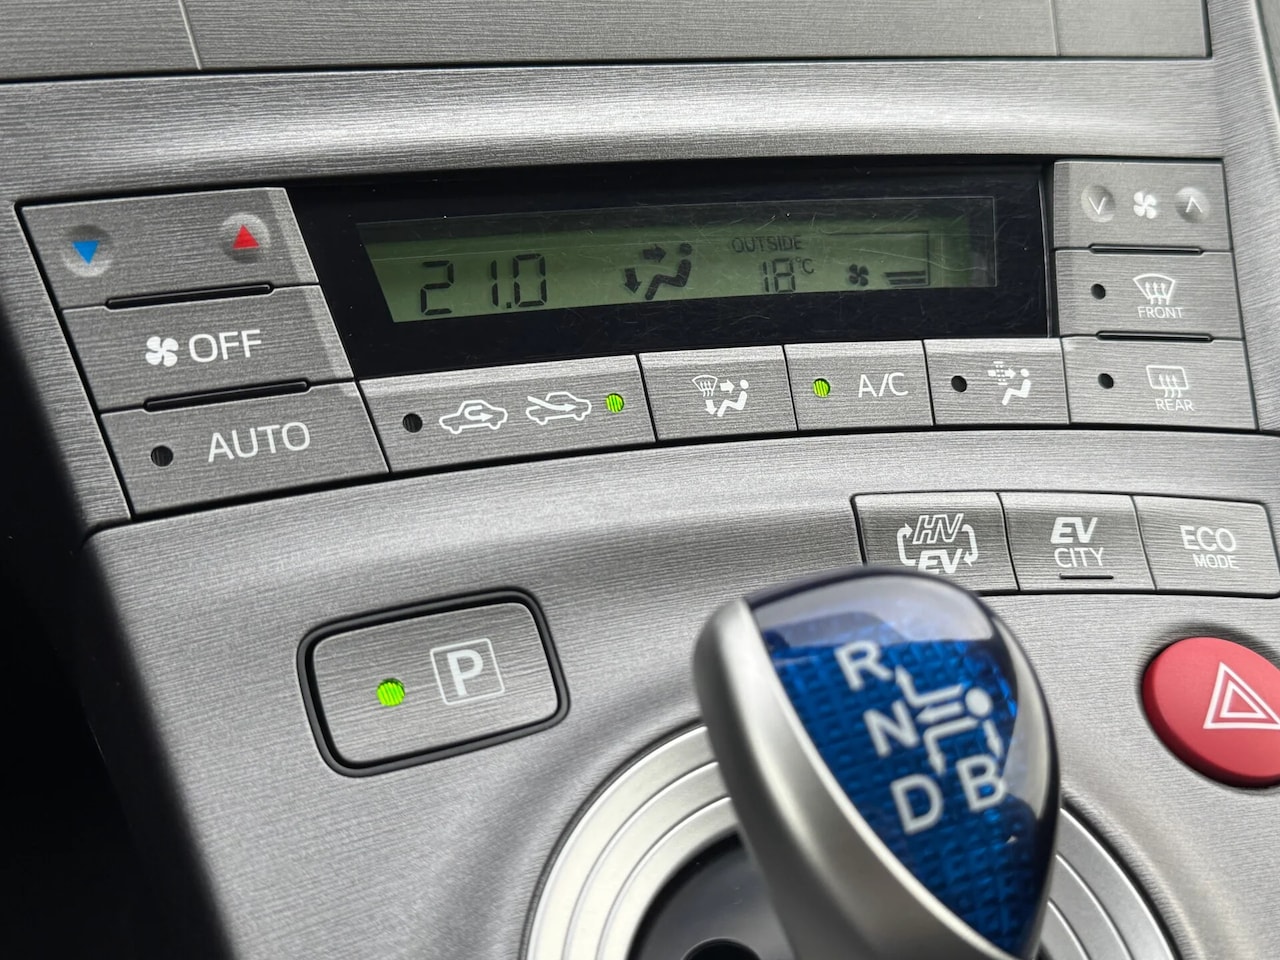 21.0
OUTSIDE
18°C
OFF
FRONT
AUTO
A/C
REAR
HV
EV
EV
CITY
ECO
MODE
P
R
N
D
B